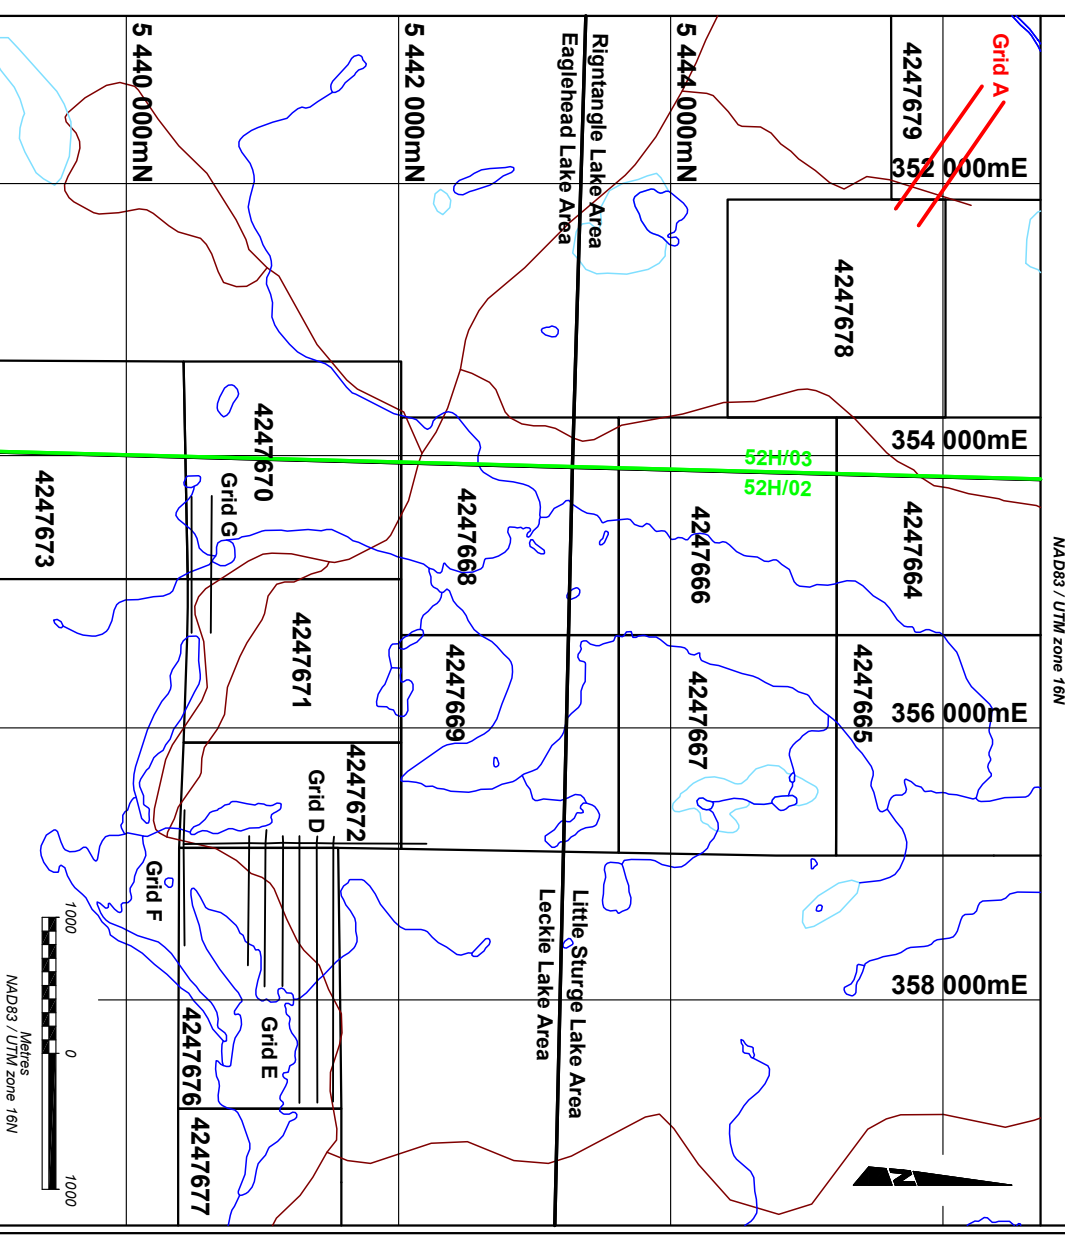 NAD83 / UTM zone 16N
Grid A
4247679
352 000mE
4247678
354 000mE
52H/03
52H/02
4247664
4247666
4247665
356 000mE
4247667
358 000mE
5 444 000mN
5 442 000mN
5 440 000mN
Rigntangle Lake Area
Eaglehead Lake Area
4247668
4247669
4247670
Grid G
4247673
4247671
4247672
Grid D
Grid F
Grid E
Little Sturge Lake Area
Leckie Lake Area
4247676
4247677
N
1000
0
1000
Metres
NAD83 / UTM zone 16N